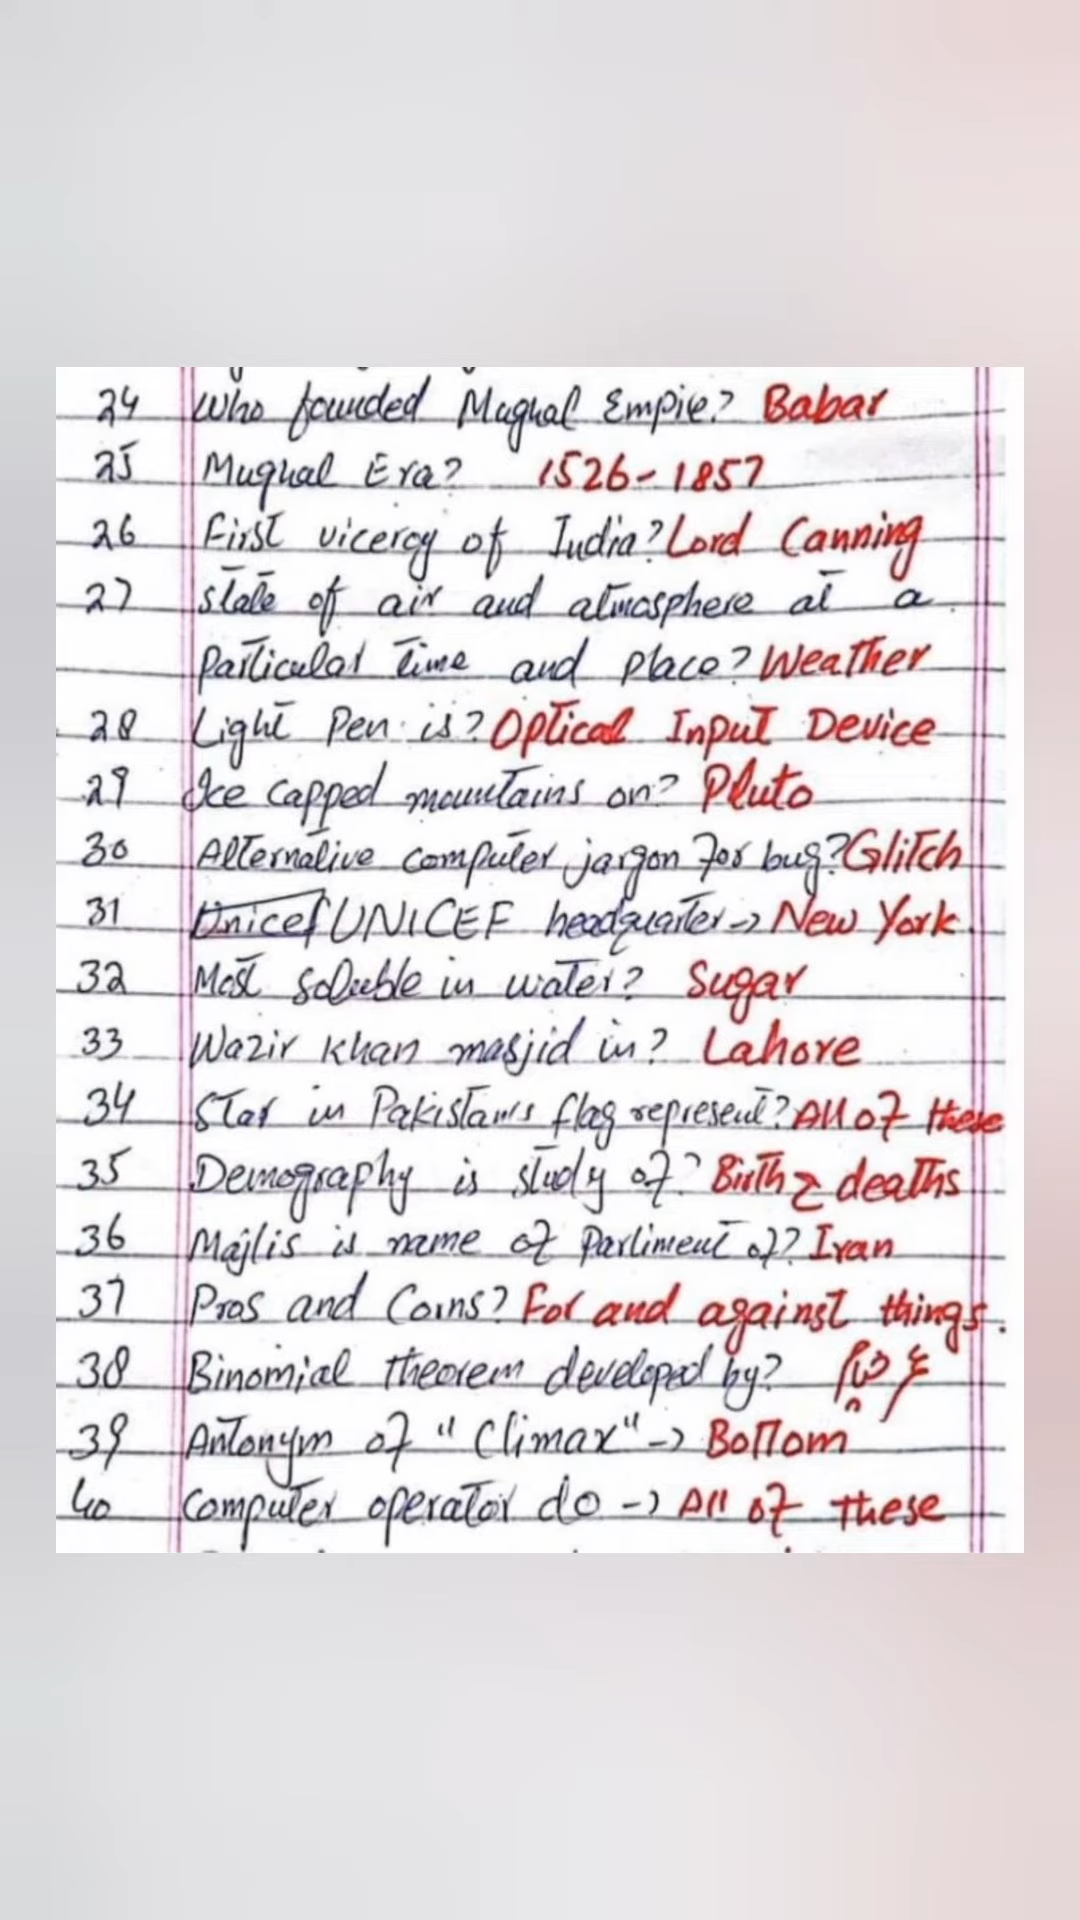 24 Who founded Mughal Empire? Babar
25 Mughal Era? 1526-1857
26 First viceroy of India? Lord Canning
27 state of air and atmosphere at a
particular time and place? Weather
28 Light Pen is? Optical Input Device
29 Ice capped mountains on? Pluto
30 Alternative computer jargon for bug? Glitch
31 Unicef UNICEF headquarter → New York.
32 Most soluble in water? Sugar
33 Wazir Khan masjid in? Lahore
34 Star in Pakistan's flag represent? All of these
35 Demography is study of? Birth & deaths
36 Majlis is name of Parliment of? Iran
37 Pros and Coins? For and against things.
38 Binomial theorem developed by?
39 Antonym of "Climax" → Bottom
40 Computer operator do → All of these